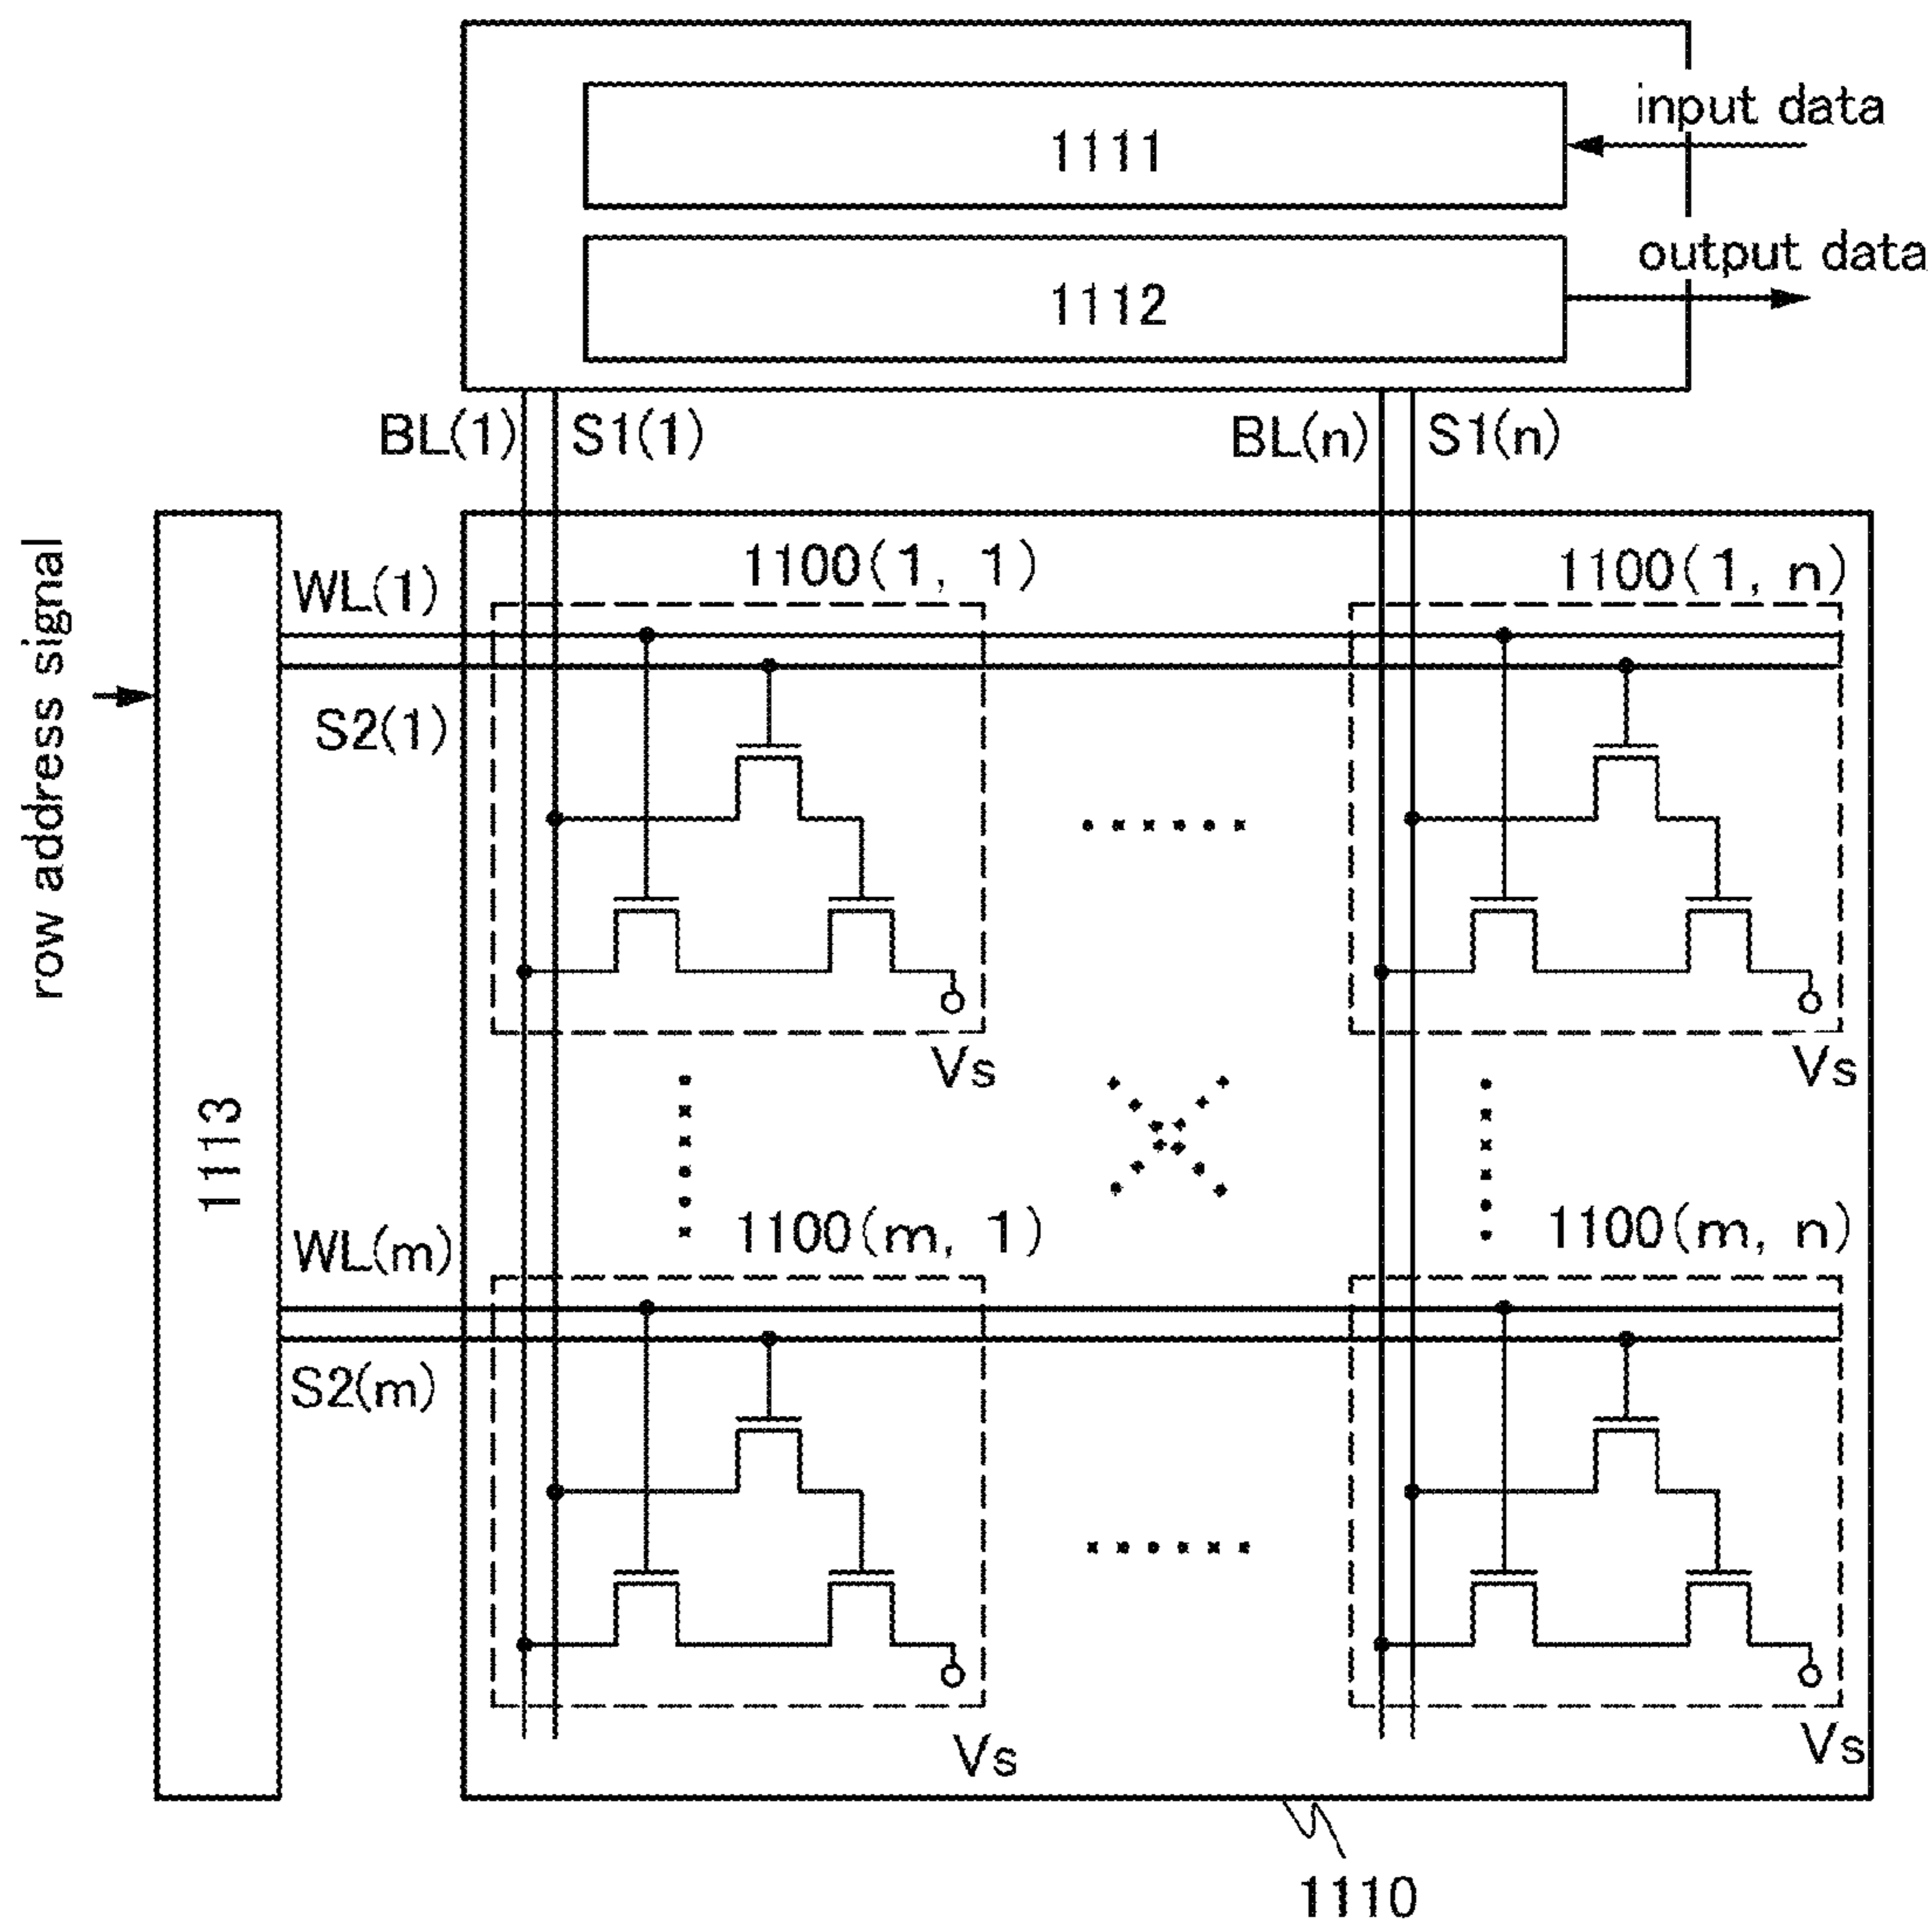 input data
1111
output data
1112
BL(1)
S1(1)
BL(n)
S1(n)
row address signal
1113
WL(1)
S2(1)
1100(1, 1)
1100(1, n)
Vs
Vs
WL(m)
S2(m)
1100(m, 1)
1100(m, n)
Vs
Vs
1110